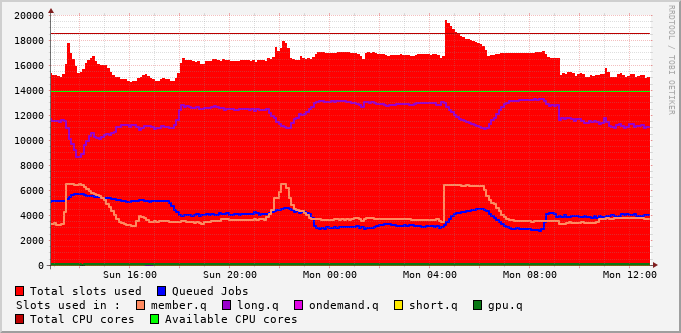 20000
18000
16000
14000
12000
10000
8000
6000
4000
2000
0
Sun 16:00 Sun 20:00 Mon 00:00 Mon 04:00 Mon 08:00 Mon 12:00
RRDTOOL / TOBI OETIKER
Total slots used Queued Jobs
Slots used in : member.q long.q ondemand.q short.q gpu.q
Total CPU cores Available CPU cores